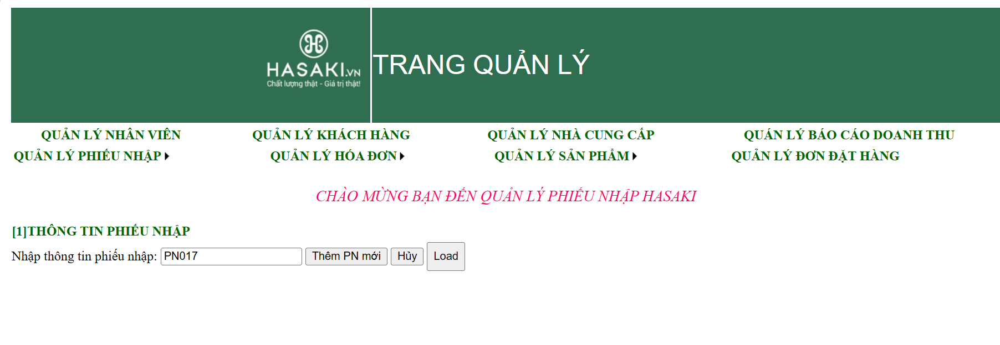 HASAKI.VN
Chất lượng thật - Giá trị thật!
TRANG QUẢN LÝ
QUẢN LÝ NHÂN VIÊN QUẢN LÝ KHÁCH HÀNG QUẢN LÝ NHÀ CUNG CẤP QUÁN LÝ BÁO CÁO DOANH THU
QUẢN LÝ PHIẾU NHẬP QUẢN LÝ HÓA ĐƠN QUẢN LÝ SẢN PHẨM QUẢN LÝ ĐƠN ĐẶT HÀNG
CHÀO MỪNG BẠN ĐẾN QUẢN LÝ PHIẾU NHẬP HASAKI
[1]THÔNG TIN PHIẾU NHẬP
Nhập thông tin phiếu nhập: PN017 Thêm PN mới Hủy Load